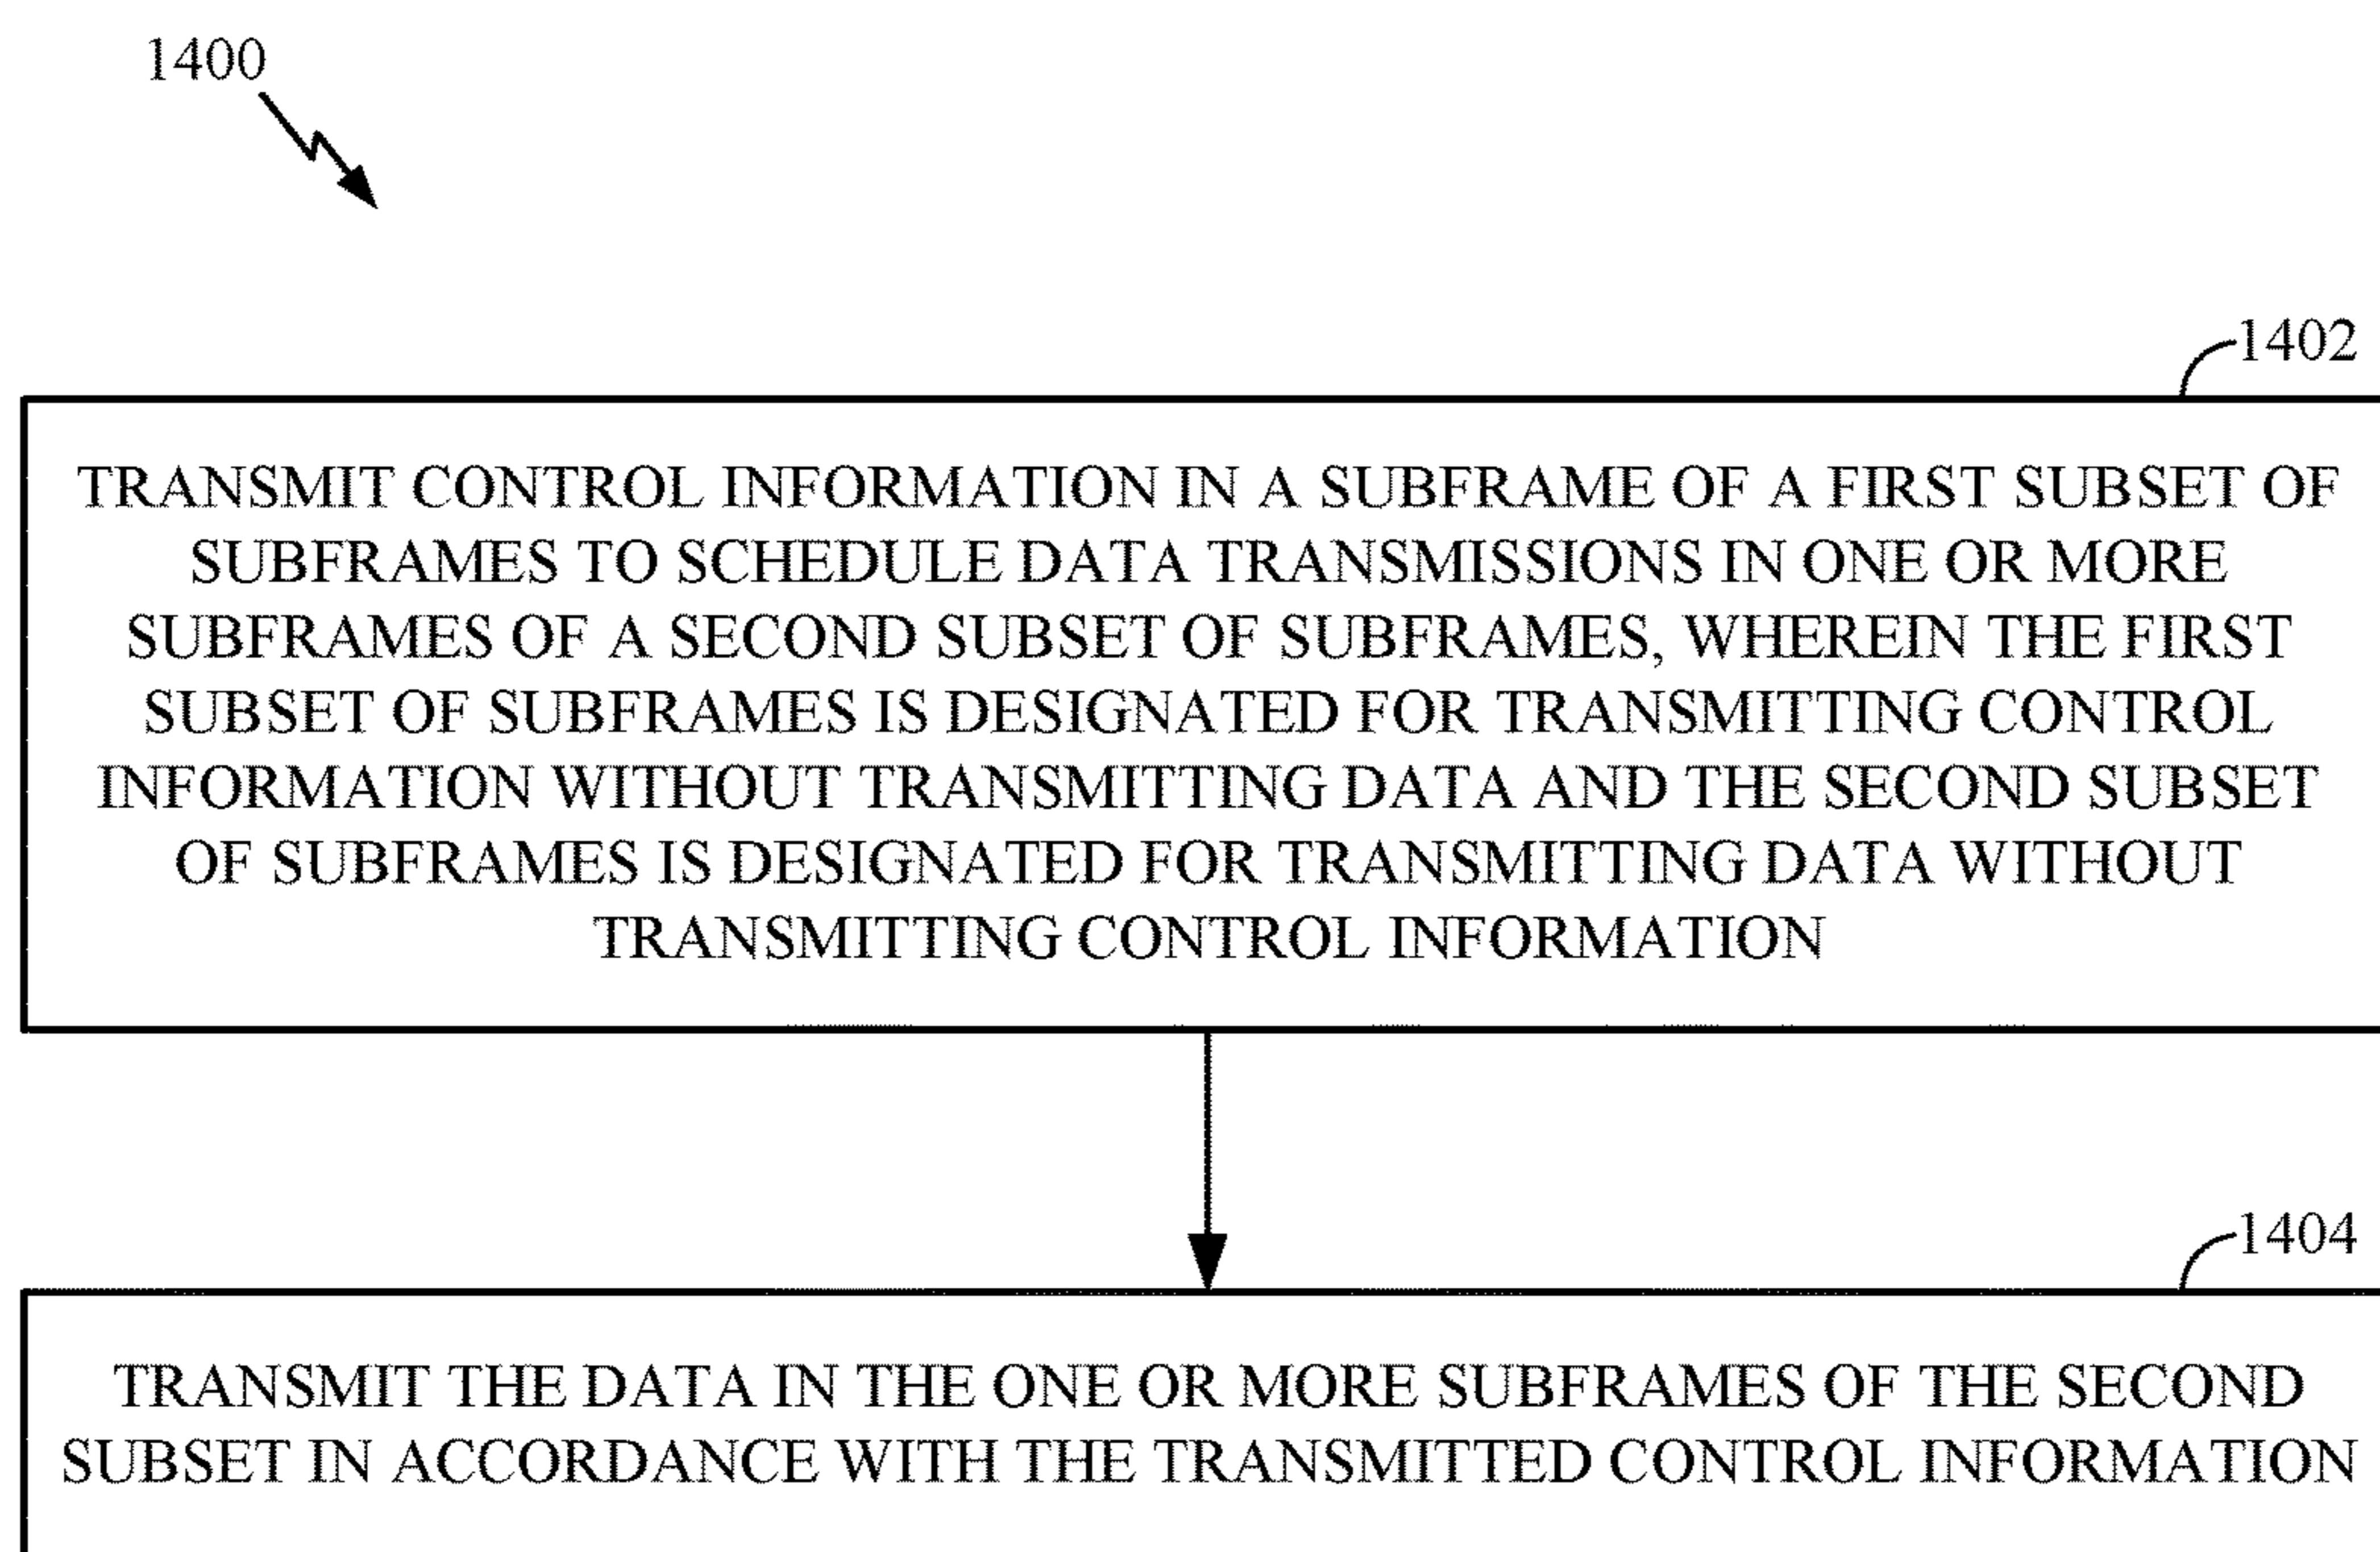 1400
1402
TRANSMIT CONTROL INFORMATION IN A SUBFRAME OF A FIRST SUBSET OF
SUBFRAMES TO SCHEDULE DATA TRANSMISSIONS IN ONE OR MORE
SUBFRAMES OF A SECOND SUBSET OF SUBFRAMES, WHEREIN THE FIRST
SUBSET OF SUBFRAMES IS DESIGNATED FOR TRANSMITTING CONTROL
INFORMATION WITHOUT TRANSMITTING DATA AND THE SECOND SUBSET
OF SUBFRAMES IS DESIGNATED FOR TRANSMITTING DATA WITHOUT
TRANSMITTING CONTROL INFORMATION
1404
TRANSMIT THE DATA IN THE ONE OR MORE SUBFRAMES OF THE SECOND
SUBSET IN ACCORDANCE WITH THE TRANSMITTED CONTROL INFORMATION